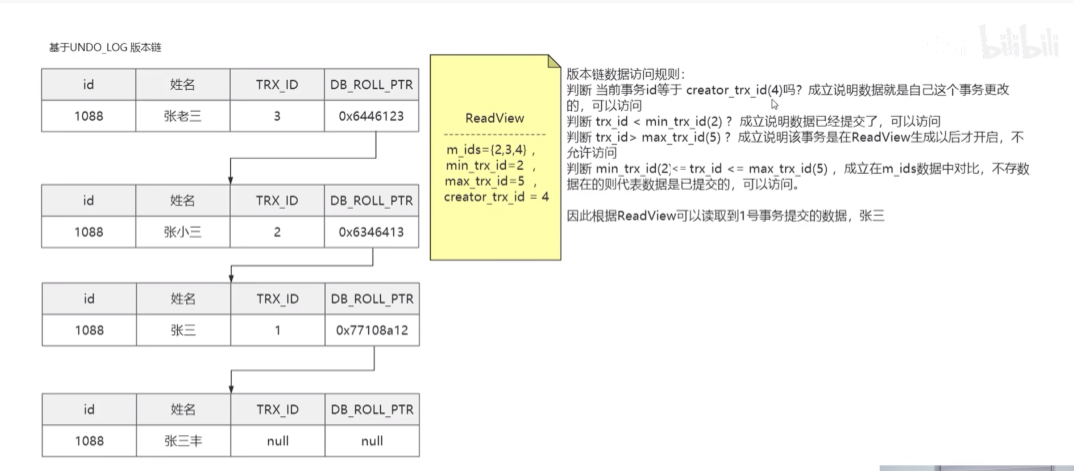 bilibili
基于UNDO_LOG 版本链
id 姓名 TRX_ID DB_ROLL_PTR
1088 张老三 3 0x6446123
id 姓名 TRX_ID DB_ROLL_PTR
1088 张小三 2 0x6346413
id 姓名 TRX_ID DB_ROLL_PTR
1088 张三 1 0x77108a12
id 姓名 TRX_ID DB_ROLL_PTR
1088 张三丰 null null
ReadView
m_ids={2,3,4} ,
min_trx_id=2 ,
max_trx_id=5 ,
creator_trx_id = 4
版本链数据访问规则：
判断 当前事务id等于 creator_trx_id(4)吗？成立说明数据就是自己这个事务更改
的，可以访问
判断 trx_id < min_trx_id(2) ？成立说明数据已经提交了，可以访问
判断 trx_id> max_trx_id(5) ？成立说明该事务是在ReadView生成以后才开启，不
允许访问
判断 min_trx_id(2)<= trx_id <= max_trx_id(5) ，成立在m_ids数据中对比，不存数
据在的则代表数据是已提交的，可以访问。
因此根据ReadView可以读取到1号事务提交的数据，张三